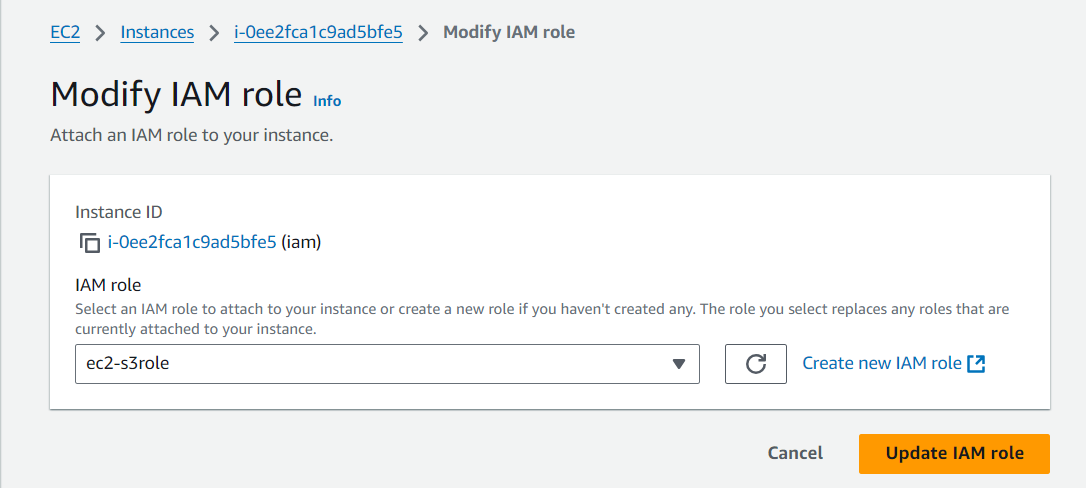 EC2 > Instances > i-0ee2fca1c9ad5bfe5 > Modify IAM role
Modify IAM role Info
Attach an IAM role to your instance.
Instance ID
i-0ee2fca1c9ad5bfe5 (iam)
IAM role
Select an IAM role to attach to your instance or create a new role if you haven't created any. The role you select replaces any roles that are
currently attached to your instance.
ec2-s3role
Create new IAM role
Cancel
Update IAM role